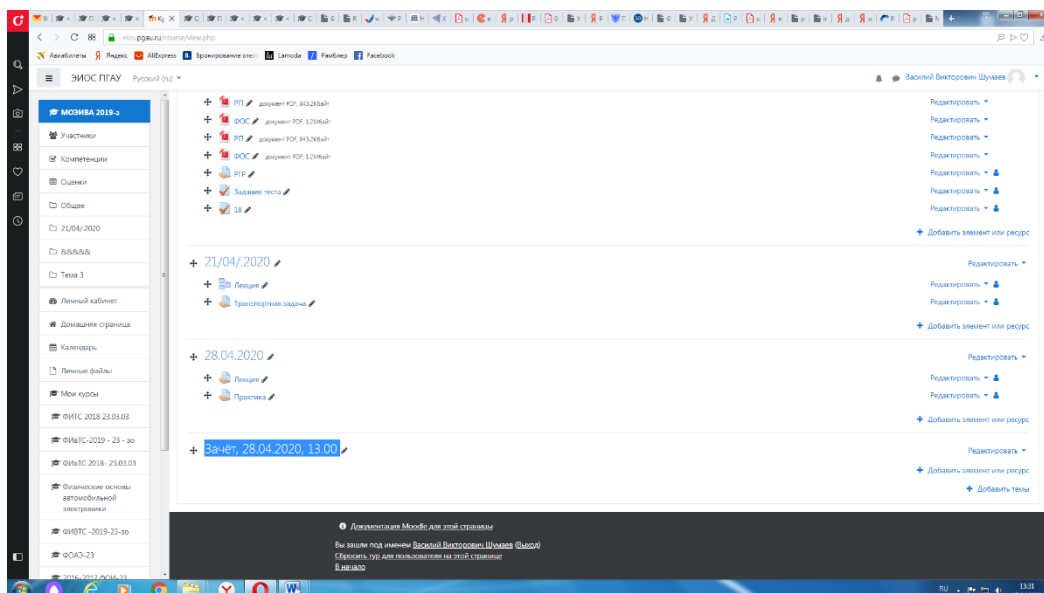 eios.pgau.ru/course/view.php
Авиабилеты Яндекс AliExpress Lamoda Рамблер Facebook
ЭИОС ПГАУ Русский (ru)
Василий Викторович Шумаев
МОЭИВА 2019-з
Участники
Компетенции
Оценки
Общее
21/04/.2020
&&&&&
Тема 3
Личный кабинет
Домашняя страница
Календарь
Личные файлы
Мои курсы
ФИТС 2018 23.03.03
ФИвТС-2019 - 23 - зо
ФИвТС 2018- 23.03.03
Физические основы
автомобильной
электроники
ФИВТС -2019-23-зо
ФОАЭ-23
2016-2017 ФОИ-23
РП документ PDF, 843.2Кбайт Редактировать
ФОС документ PDF, 1.2Мбайт Редактировать
РП документ PDF, 843.2Кбайт Редактировать
ФОС документ PDF, 1.2Мбайт Редактировать
РГР Редактировать
Задание теста Редактировать
18 Редактировать
Добавить элемент или ресурс
21/04/.2020 Редактировать
Лекция Редактировать
Транспортная задача Редактировать
Добавить элемент или ресурс
28.04.2020 Редактировать
Лекция Редактировать
Практика Редактировать
Добавить элемент или ресурс
Зачёт, 28.04.2020, 13.00 Редактировать
Добавить элемент или ресурс
Добавить темы
Документация Moodle для этой страницы
Вы зашли под именем Василий Викторович Шумаев (Выход)
Сбросить тур для пользователя на этой странице
В начало
RU 13:31